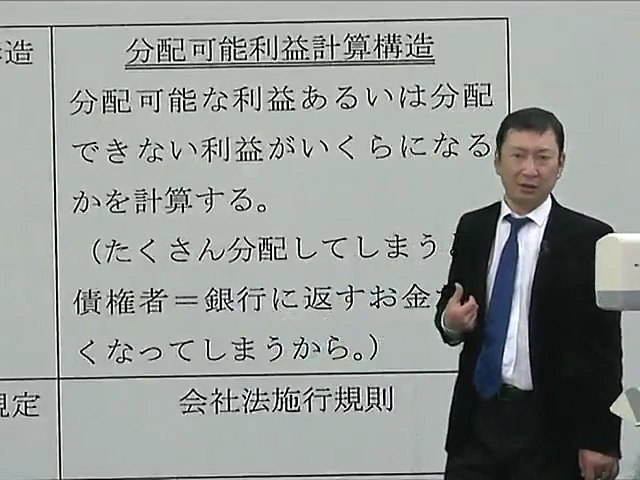 造
分配可能利益計算構造
分配可能な利益あるいは分配
できない利益がいくらになる
かを計算する。
（たくさん分配してしまう
債権者＝銀行に返すお金
くなってしまうから。）
規定
会社法施行規則